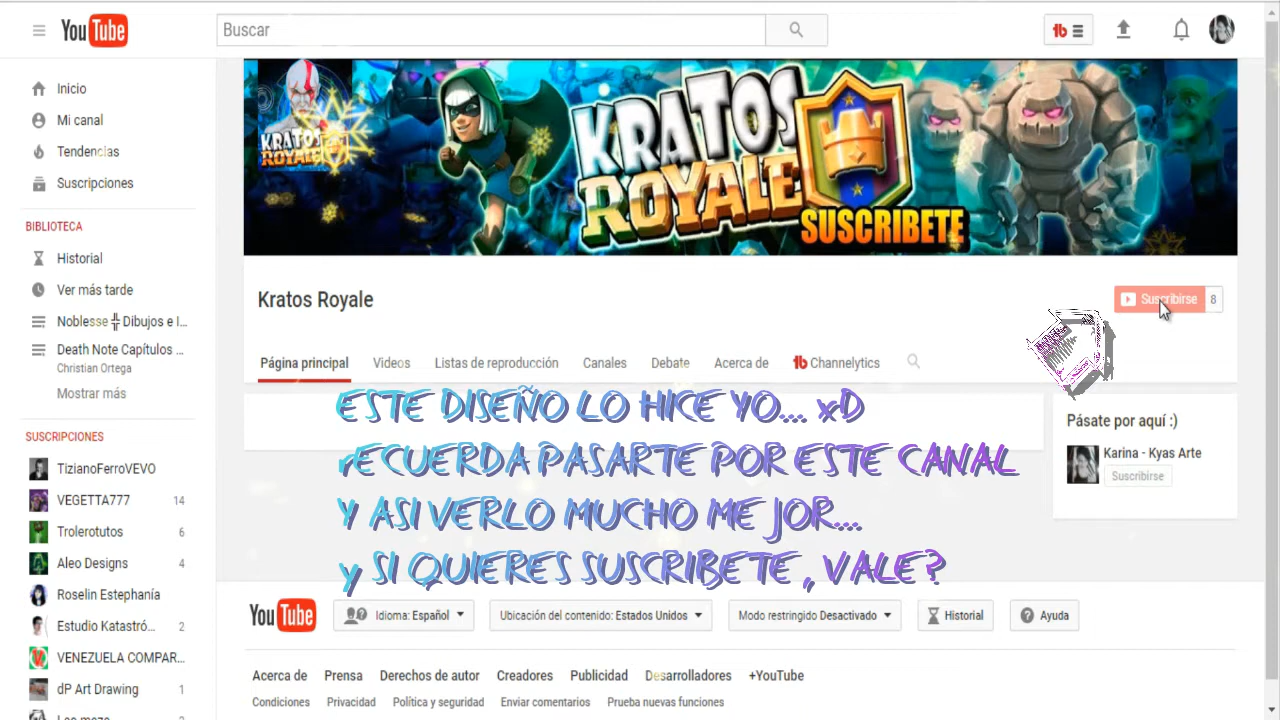 YouTube
Buscar
Inicio
Mi canal
Tendencias
Suscripciones
BIBLIOTECA
Historial
Ver más tarde
Noblesse ╬ Dibujos e I...
Death Note Capítulos ...
Christian Ortega
Mostrar más
SUSCRIPCIONES
TizianoFerroVEVO
VEGETTA777 14
Trolerotutos 6
Aleo Designs 4
Roselin Estephanía
Estudio Katastró... 2
VENEZUELA COMPAR...
dP Art Drawing 1
KRATOS ROYALE
KRATOS
ROYALE
SUSCRIBETE
Kratos Royale
Suscribirse 8
Página principal Videos Listas de reproducción Canales Debate Acerca de Channelytics
ESTE DISEÑO LO HICE YO... xD
rECUERDA PASARTE POR ESTE CANAL
Y ASI VERLO MUCHO MEJOR...
y SI QUIERES SUSCRIBETE , VALE?
Pásate por aquí :)
Karina - Kyas Arte
Suscribirse
YouTube Idioma: Español Ubicación del contenido: Estados Unidos Modo restringido Desactivado Historial Ayuda
Acerca de Prensa Derechos de autor Creadores Publicidad Desarrolladores +YouTube
Condiciones Privacidad Política y seguridad Enviar comentarios Prueba nuevas funciones